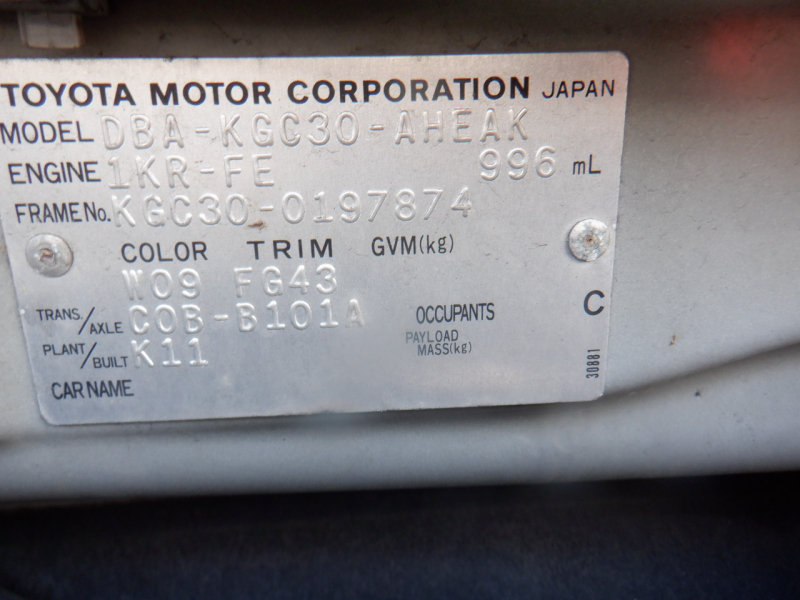 TOYOTA MOTOR CORPORATION JAPAN
MODEL DBA-KGC30-AHEAK
ENGINE 1KR-FE 996 mL
FRAME No. KGC30-0197874
COLOR TRIM GVM(kg)
W09 FG43
TRANS./AXLE C0B-B101A OCCUPANTS C
PAYLOAD MASS(kg)
PLANT/BUILT K11
30881
CAR NAME